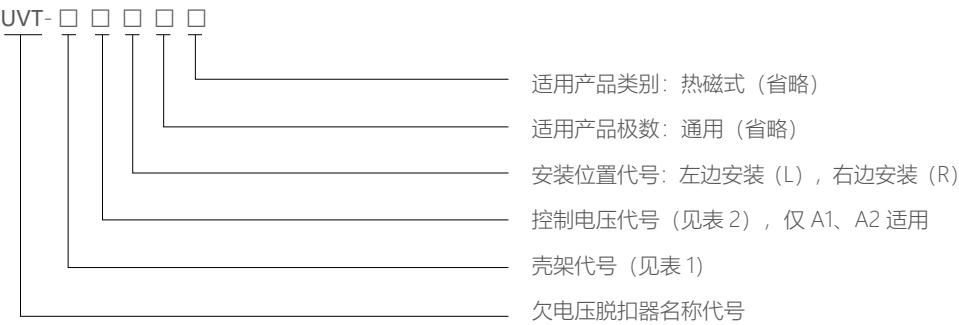 UVT-□ □ □ □ □
适用产品类别：热磁式（省略）
适用产品极数：通用（省略）
安装位置代号：左边安装（L），右边安装（R）
控制电压代号（见表 2），仅 A1、A2 适用
壳架代号（见表 1）
欠电压脱扣器名称代号